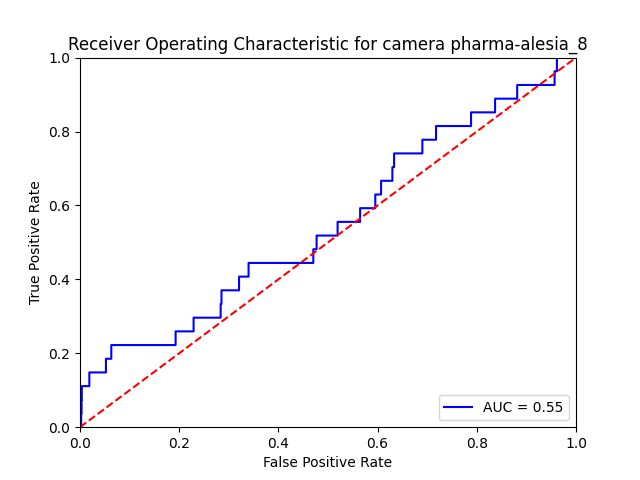 Receiver Operating Characteristic for camera pharma-alesia_8
1.0
0.8
0.6
0.4
0.2
0.0
True Positive Rate
AUC = 0.55
0.0 0.2 0.4 0.6 0.8 1.0
False Positive Rate